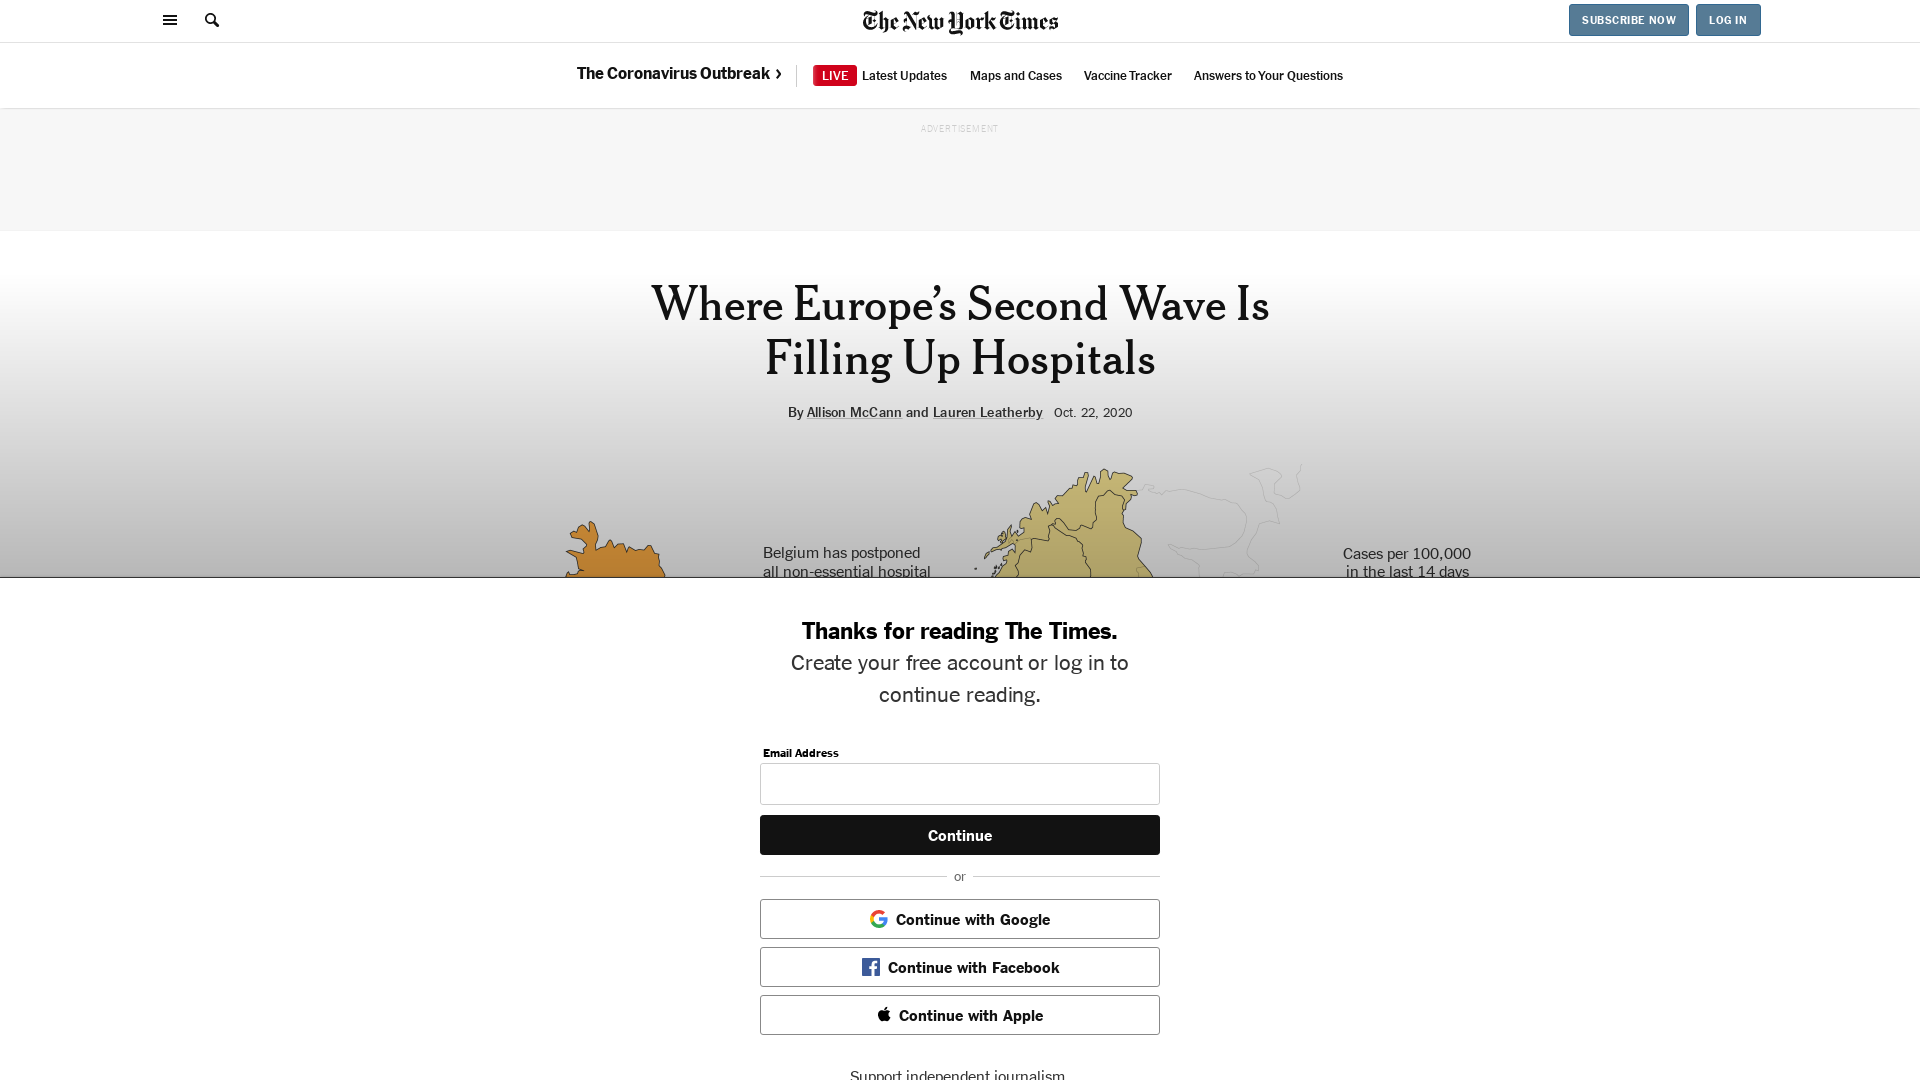 The New York Times
SUBSCRIBE NOW
LOG IN
The Coronavirus Outbreak ›
LIVE Latest Updates
Maps and Cases
Vaccine Tracker
Answers to Your Questions
ADVERTISEMENT
Where Europe’s Second Wave Is
Filling Up Hospitals
By Allison McCann and Lauren Leatherby Oct. 22, 2020
Belgium has postponed
all non-essential hospital
Cases per 100,000
in the last 14 days
Thanks for reading The Times.
Create your free account or log in to
continue reading.
Email Address
Continue
or
Continue with Google
Continue with Facebook
Continue with Apple
Support independent journalism